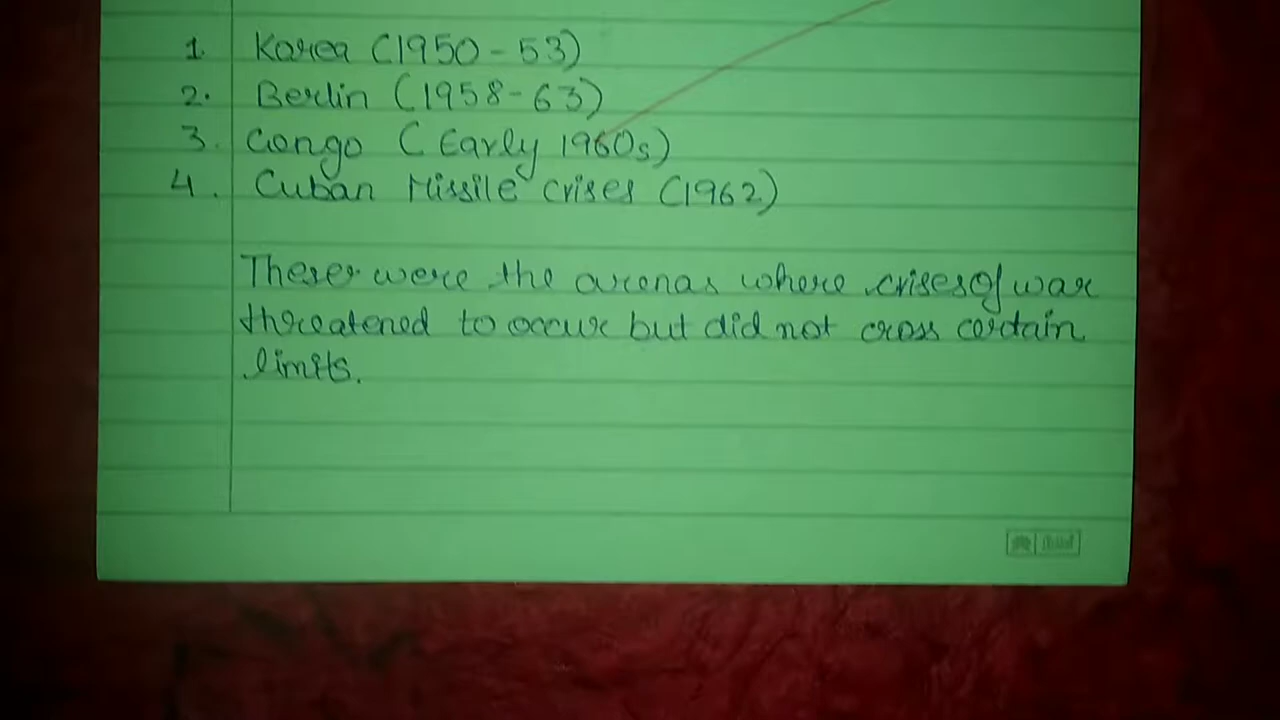 1. Korea (1950-53)
2. Berlin (1958-63)
3. Congo (Early 1960s)
4. Cuban Missile crises (1962)
These were the arenas where crises of war
threatened to occur but did not cross certain
limits.